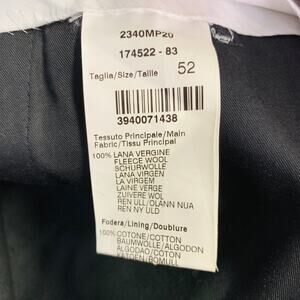 2340MP20
174522 - 83
Taglia/Size/Taille 52
3940071438
Tessuto Principale/Main
Fabric/Tissu Principal
100% LANA VERGINE
FLEECE WOOL
SCHURWOLLE
LANA VIRGEN
LA VIRGEM
LAINE VERGE
ZUIVERE WOL
REN ULL/OLANN NUA
REN NY ULD
Fodera/Lining/Doublure
100% COTONE/COTTON
BAUMWOLLE/ALGODON
ALGODAO/COTON
KATOEN/BOMULL